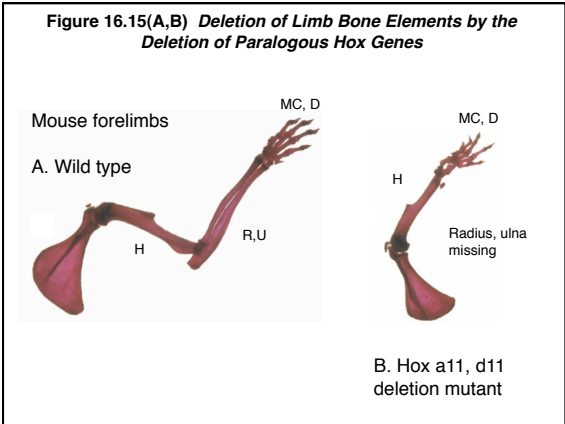 Figure 16.15(A,B) Deletion of Limb Bone Elements by the
Deletion of Paralogous Hox Genes
Mouse forelimbs
A. Wild type
MC, D
H
R,U
MC, D
H
Radius, ulna
missing
B. Hox a11, d11
deletion mutant